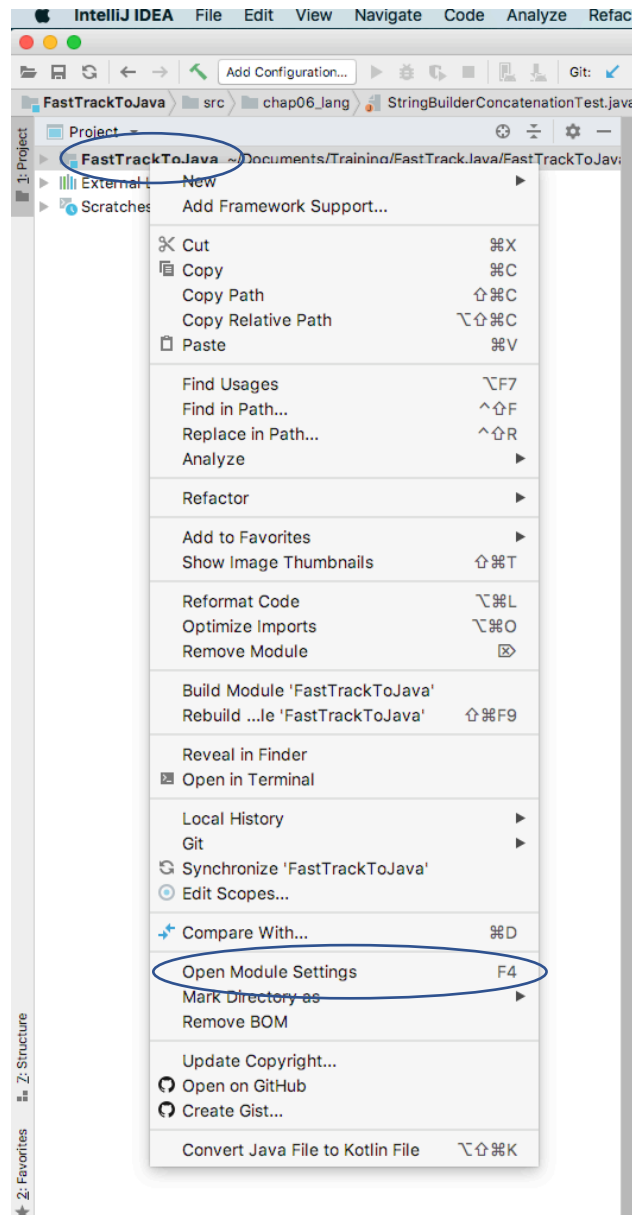 IntelliJ IDEA File Edit View Navigate Code Analyze Refac
Add Configuration... Git:
FastTrackToJava src chap06_lang StringBuilderConcatenationTest.java
1: Project
Project
FastTrackToJava ~/Documents/Training/FastTrackJava/FastTrackToJava
External L
Scratches
New
Add Framework Support...
Cut ⌘X
Copy ⌘C
Copy Path ⇧⌘C
Copy Relative Path ⌥⇧⌘C
Paste ⌘V
Find Usages ⌥F7
Find in Path... ^⇧F
Replace in Path... ^⇧R
Analyze
Refactor
Add to Favorites
Show Image Thumbnails ⇧⌘T
Reformat Code ⌥⌘L
Optimize Imports ⌥⌘O
Remove Module ⌦
Build Module 'FastTrackToJava'
Rebuild ...le 'FastTrackToJava' ⇧⌘F9
Reveal in Finder
Open in Terminal
Local History
Git
Synchronize 'FastTrackToJava'
Edit Scopes...
Compare With... ⌘D
Open Module Settings F4
Mark Directory as
Remove BOM
Update Copyright...
Open on GitHub
Create Gist...
Convert Java File to Kotlin File ⌥⇧⌘K
Z: Structure
2: Favorites